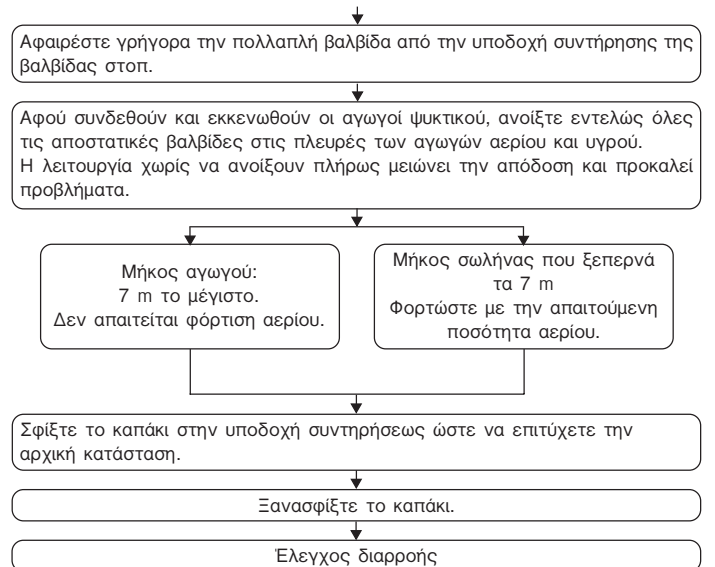 Αφαιρέστε γρήγορα την πολλαπλή βαλβίδα από την υποδοχή συντήρησης της
βαλβίδας στοπ.
Αφού συνδεθούν και εκκενωθούν οι αγωγοί ψυκτικού, ανοίξτε εντελώς όλες
τις αποστατικές βαλβίδες στις πλευρές των αγωγών αερίου και υγρού.
Η λειτουργία χωρίς να ανοίξουν πλήρως μειώνει την απόδοση και προκαλεί
προβλήματα.
Μήκος αγωγού:
7 m το μέγιστο.
Δεν απαιτείται φόρτιση αερίου.
Μήκος σωλήνας που ξεπερνά
τα 7 m
Φορτώστε με την απαιτούμενη
ποσότητα αερίου.
Σφίξτε το καπάκι στην υποδοχή συντηρήσεως ώστε να επιτύχετε την
αρχική κατάσταση.
Ξανασφίξτε το καπάκι.
Έλεγχος διαρροής